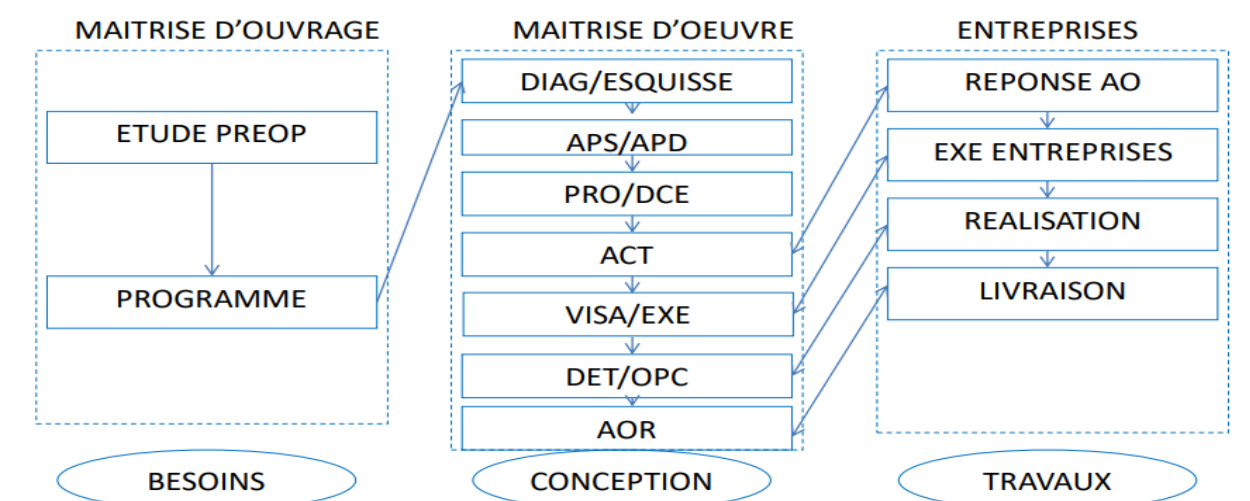 MAITRISE D'OUVRAGE
ETUDE PREOP
PROGRAMME
BESOINS
MAITRISE D'OEUVRE
DIAG/ESQUISSE
APS/APD
PRO/DCE
ACT
VISA/EXE
DET/OPC
AOR
CONCEPTION
ENTREPRISES
REPONSE AO
EXE ENTREPRISES
REALISATION
LIVRAISON
TRAVAUX